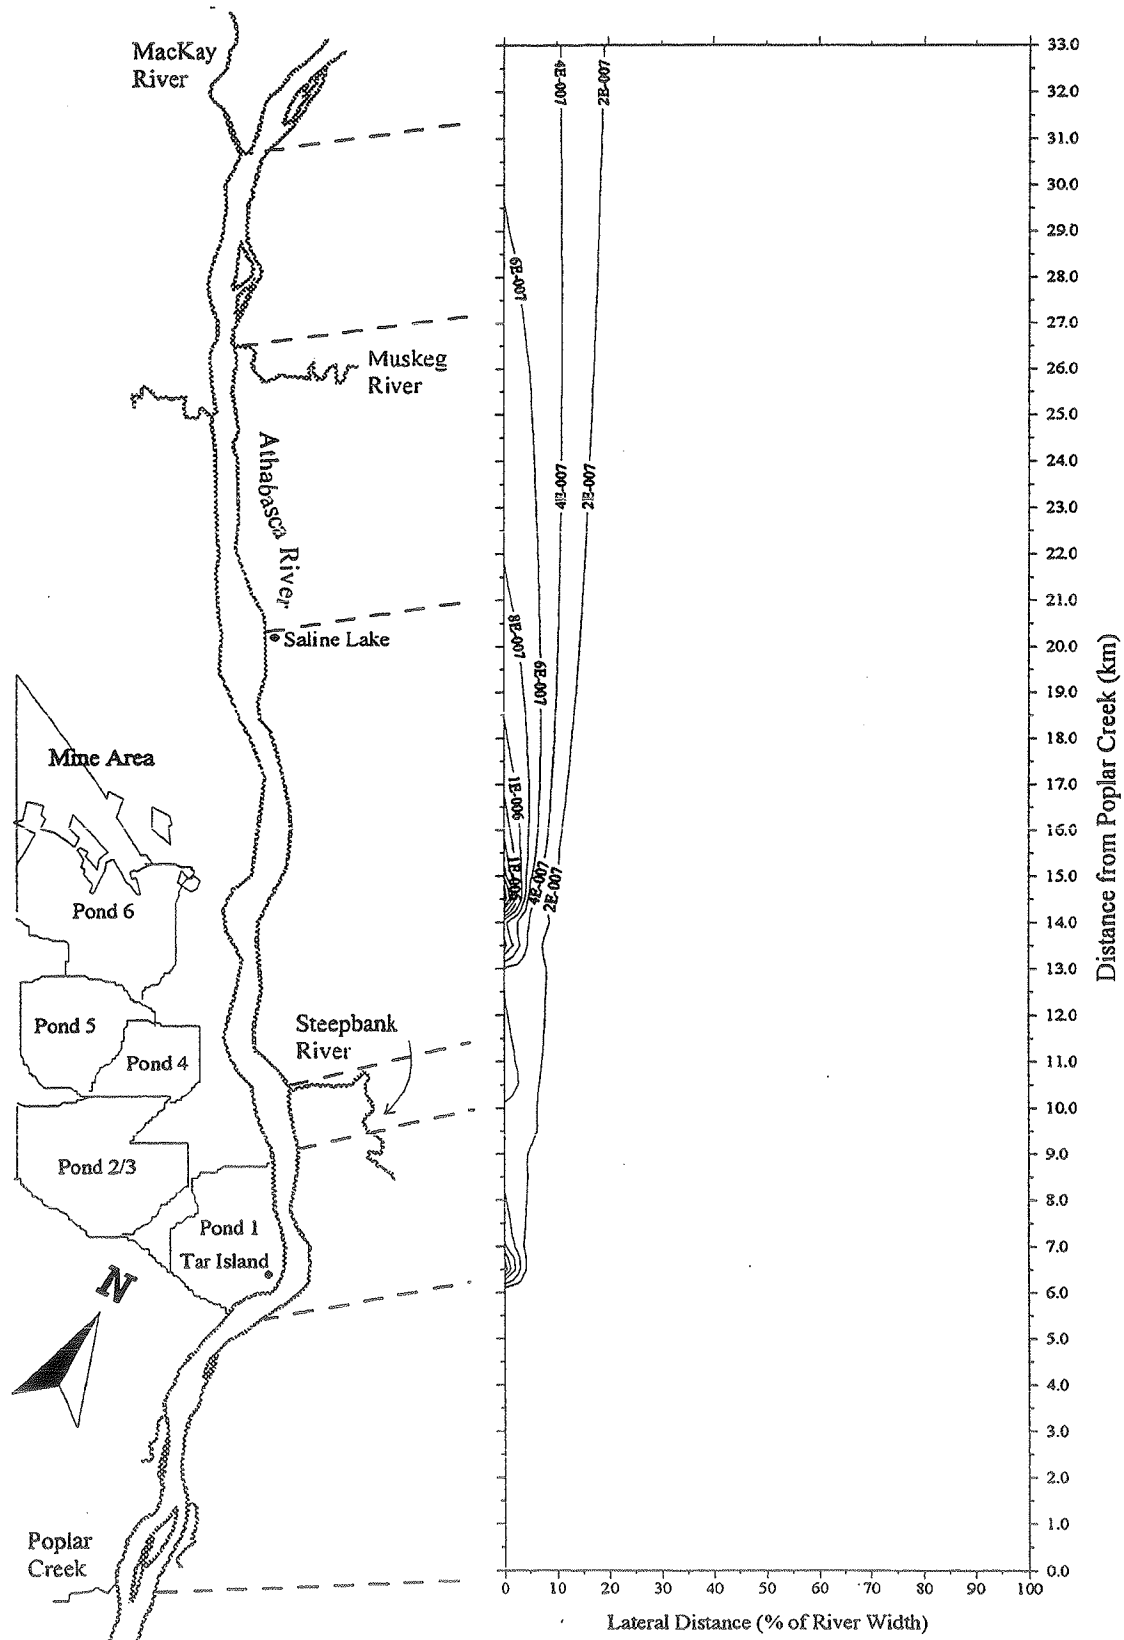 MacKay
River
Muskeg
River
Athabasca River
Saline Lake
Mine Area
Pond 6
Pond 5
Pond 4
Steepbank
River
Pond 2/3
Pond 1
Tar Island
N
Poplar
Creek
4E-007
2E-007
6E-007
4E-007
2E-007
8E-007
6E-007
1E-006
1E-006
4E-007
2E-007
33.0
32.0
31.0
30.0
29.0
28.0
27.0
26.0
25.0
24.0
23.0
22.0
21.0
20.0
19.0
18.0
17.0
16.0
15.0
14.0
13.0
12.0
11.0
10.0
9.0
8.0
7.0
6.0
5.0
4.0
3.0
2.0
1.0
0.0
Distance from Poplar Creek (km)
0 10 20 30 40 50 60 70 80 90 100
Lateral Distance (% of River Width)